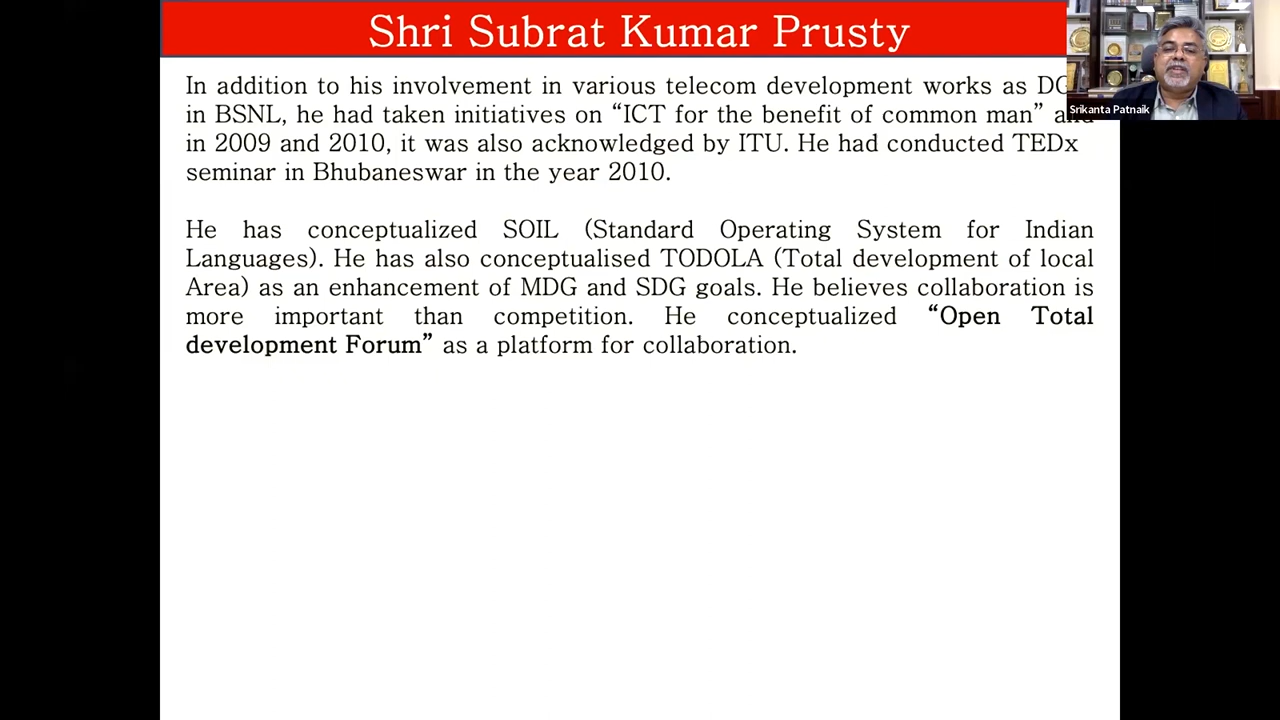 Shri Subrat Kumar Prusty
In addition to his involvement in various telecom development works as
in BSNL, he had taken initiatives on “ICT for the benefit of common man” and
in 2009 and 2010, it was also acknowledged by ITU. He had conducted TEDx
seminar in Bhubaneswar in the year 2010.
He has conceptualized SOIL (Standard Operating System for Indian
Languages). He has also conceptualised TODOLA (Total development of local
Area) as an enhancement of MDG and SDG goals. He believes collaboration is
more important than competition. He conceptualized “Open Total
development Forum” as a platform for collaboration.
Srikanta Patnaik